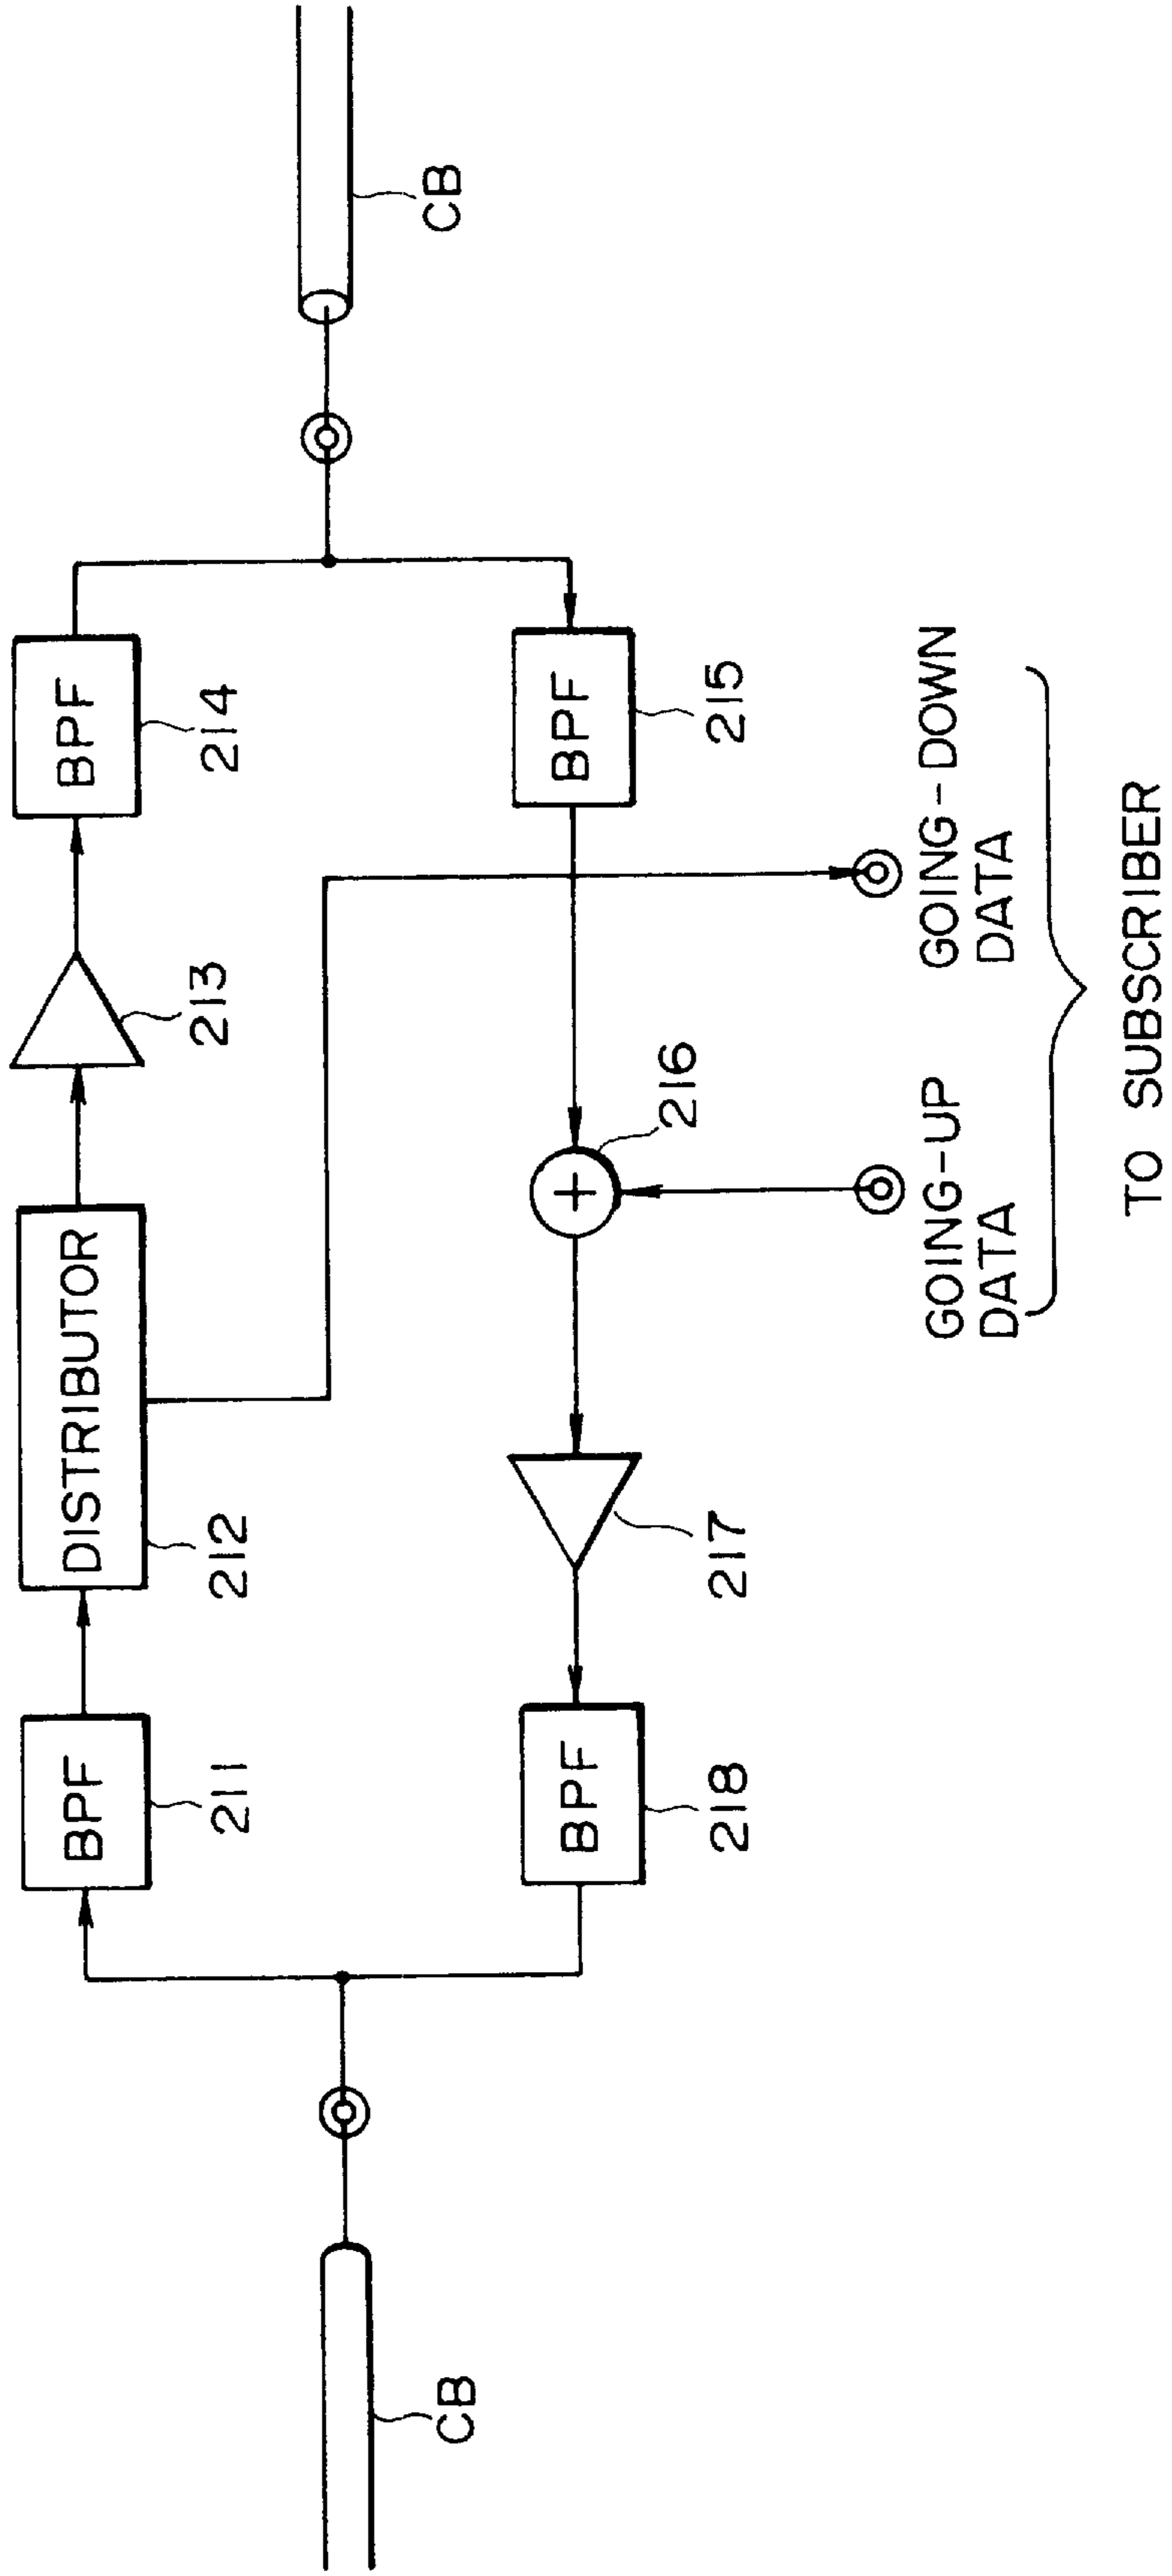 BPF
211
DISTRIBUTOR
212
213
BPF
214
CB
CB
BPF
218
217
216
BPF
215
GOING-UP
DATA
GOING-DOWN
DATA
TO SUBSCRIBER